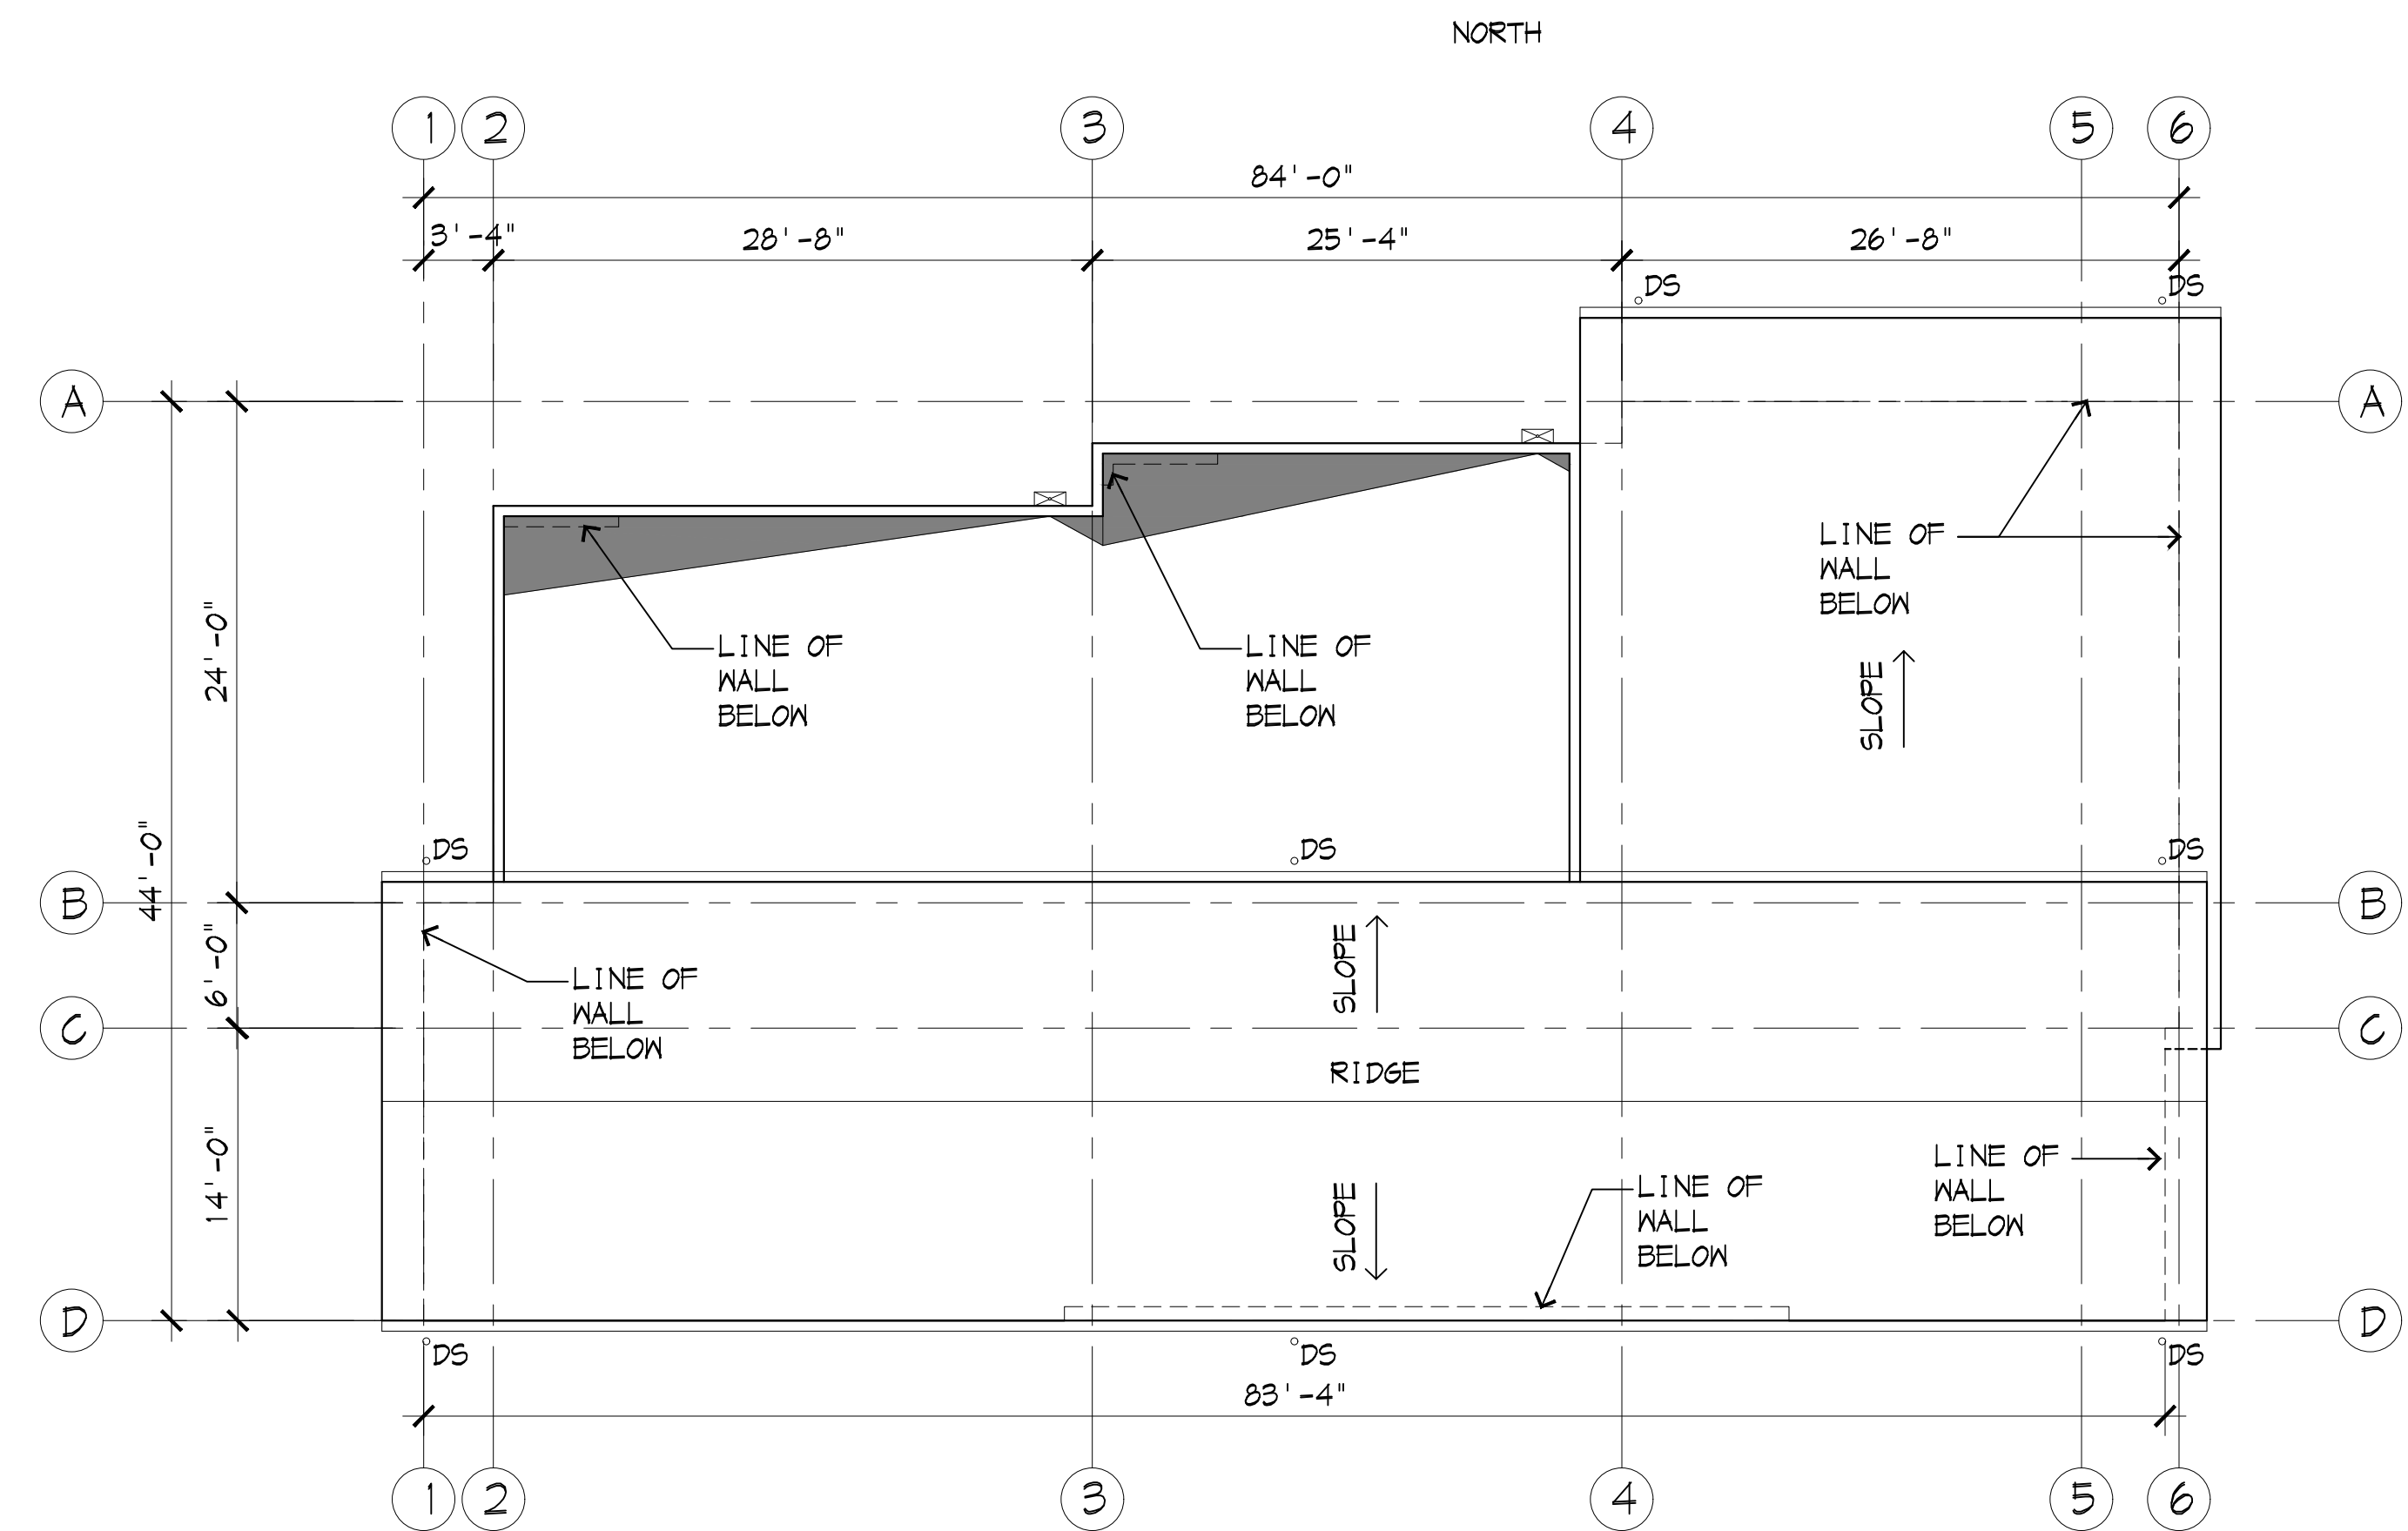 NORTH
1 2 3 4 5 6
84'-0"
3'-4" 28'-8" 25'-4" 26'-8"
DS DS
A A
LINE OF
WALL
BELOW
24'-0"
LINE OF
WALL
BELOW
LINE OF
WALL
BELOW
SLOPE
44'-0"
DS DS DS
B B
6'-0"
SLOPE
LINE OF
WALL
BELOW
C C
RIDGE
14'-0"
LINE OF
WALL
BELOW
SLOPE
LINE OF
WALL
BELOW
D D
DS DS DS
83'-4"
1 2 3 4 5 6